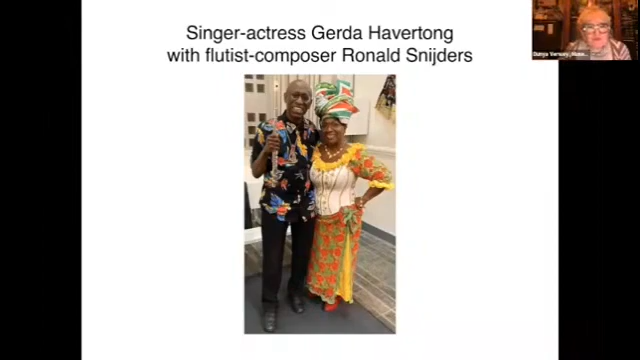 Singer-actress Gerda Havertong
with flutist-composer Ronald Snijders